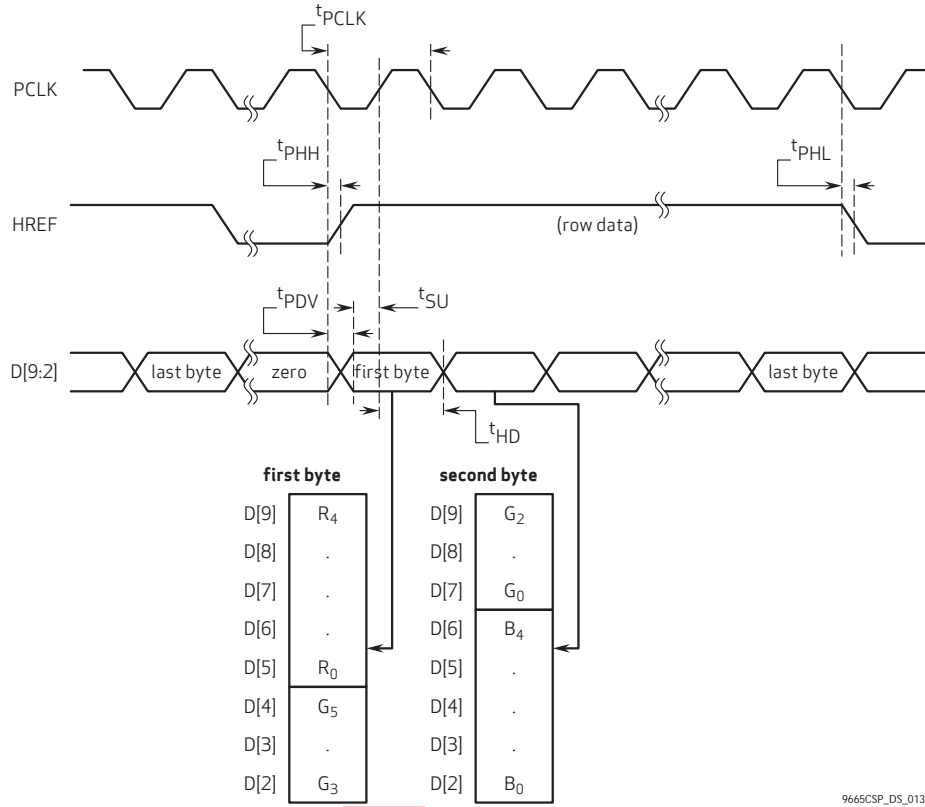 tPCLK
PCLK
tPHH
tPHL
HREF
(row data)
tPDV
tSU
D[9:2]
last byte
zero
first byte
last byte
tHD
first byte
second byte
D[9] R4
D[8] .
D[7] .
D[6] .
D[5] R0
D[4] G5
D[3] .
D[2] G3
D[9] G2
D[8] .
D[7] G0
D[6] B4
D[5] .
D[4] .
D[3] .
D[2] B0
9665CSP_DS_013